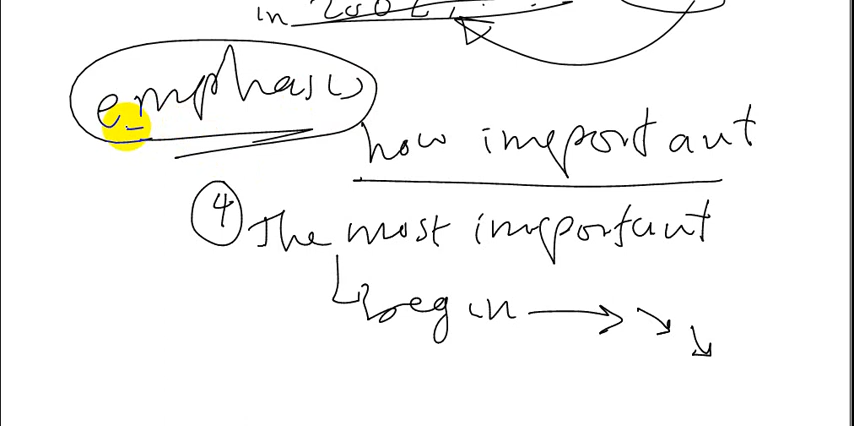 in
emphasis
how important
④ The most important
begin